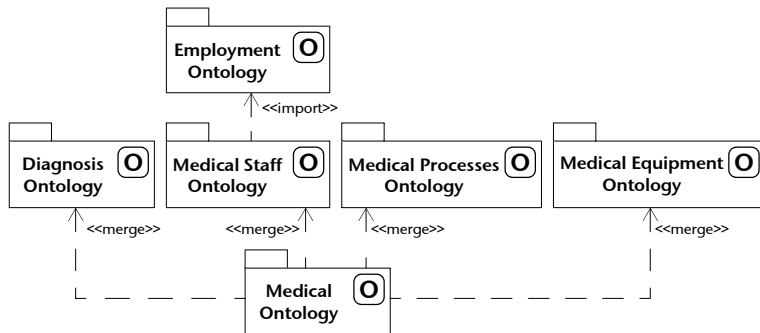 Employment
Ontology
O
<<import>>
Diagnosis
Ontology
O
Medical Staff
Ontology
O
Medical Processes
Ontology
O
Medical Equipment
Ontology
O
<<merge>>
<<merge>>
<<merge>>
<<merge>>
Medical
Ontology
O